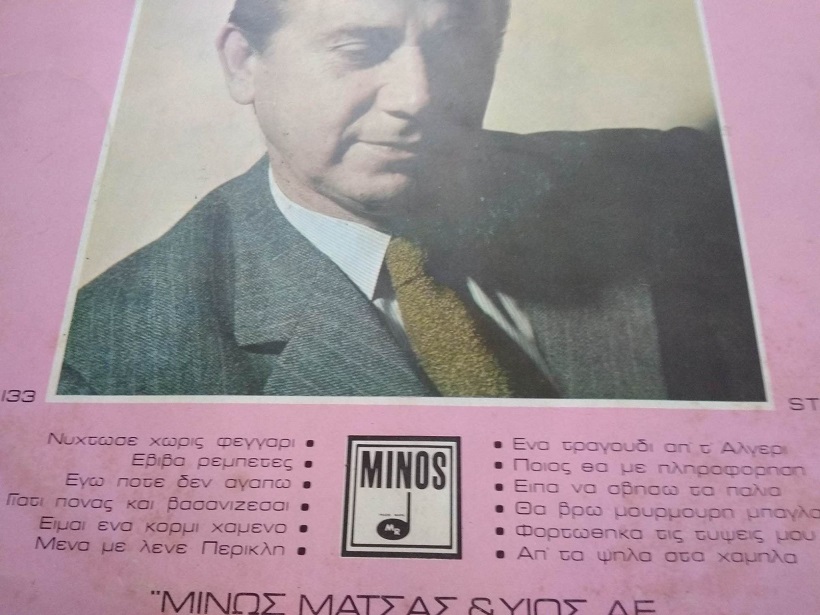 133
ST
Νυχτωσε χωρις φεγγαρι
Εβιβα ρεμπετες
Εγω ποτε δεν αγαπω
Γιατι πονας και βασανιζεσαι
Ειμαι ενα κορμι χαμενο
Μενα με λενε Περικλη
MINOS
MR
Ενα τραγουδι απ' τ' Αλγερι
Ποιος θα με πληροφορηση
Ειπα να σβησω τα παλια
Θα βρω μουρμουρη μπαγλα
Φορτωθηκα τις τυψεις μου
Απ' τα ψηλα στα χαμηλα
"ΜΙΝΩΣ ΜΑΤΣΑΣ & ΥΙΟΣ ΑΕ